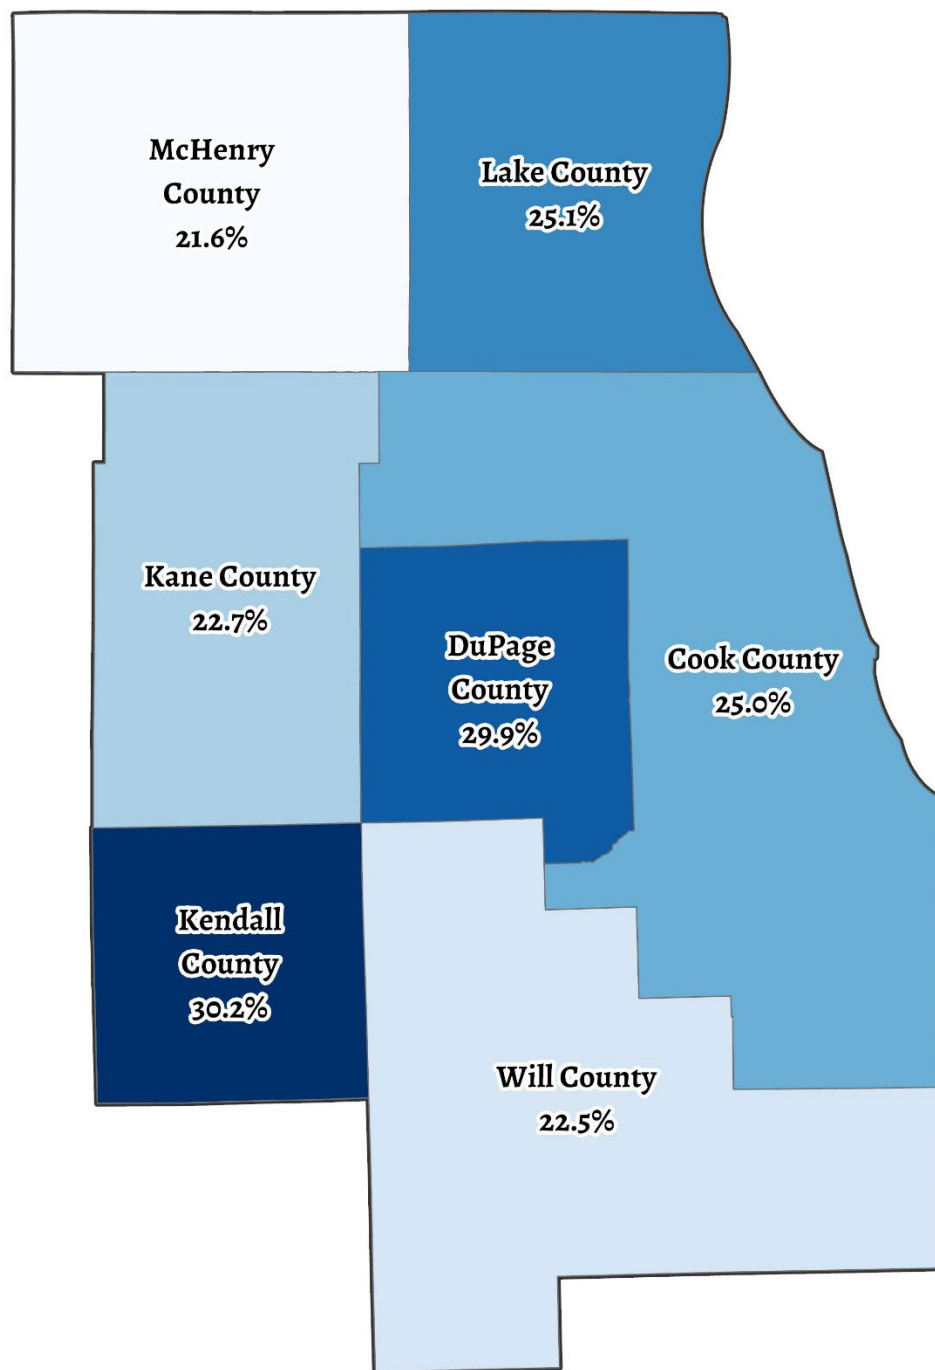 McHenry
County
21.6%
Lake County
25.1%
Kane County
22.7%
DuPage
County
29.9%
Cook County
25.0%
Kendall
County
30.2%
Will County
22.5%